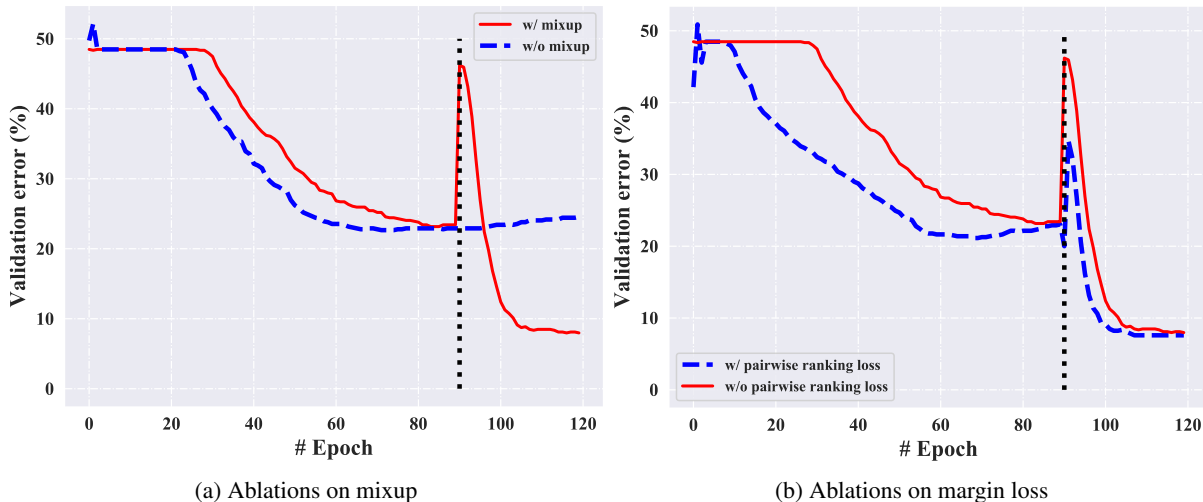 w/ mixup
w/o mixup
Validation error (%)
50
40
30
20
10
0
0 20 40 60 80 100 120
# Epoch
(a) Ablations on mixup
Validation error (%)
50
40
30
20
10
0
w/ pairwise ranking loss
w/o pairwise ranking loss
0 20 40 60 80 100 120
# Epoch
(b) Ablations on margin loss